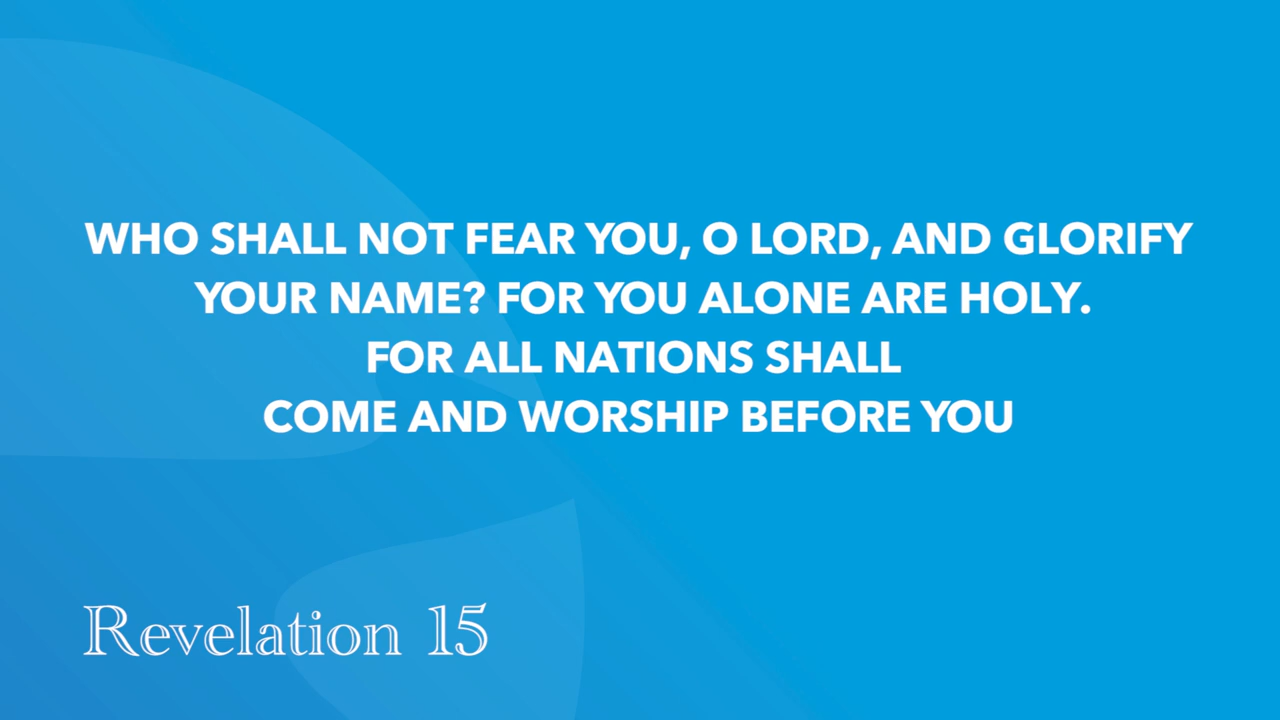 WHO SHALL NOT FEAR YOU, O LORD, AND GLORIFY
YOUR NAME? FOR YOU ALONE ARE HOLY.
FOR ALL NATIONS SHALL
COME AND WORSHIP BEFORE YOU
Revelation 15